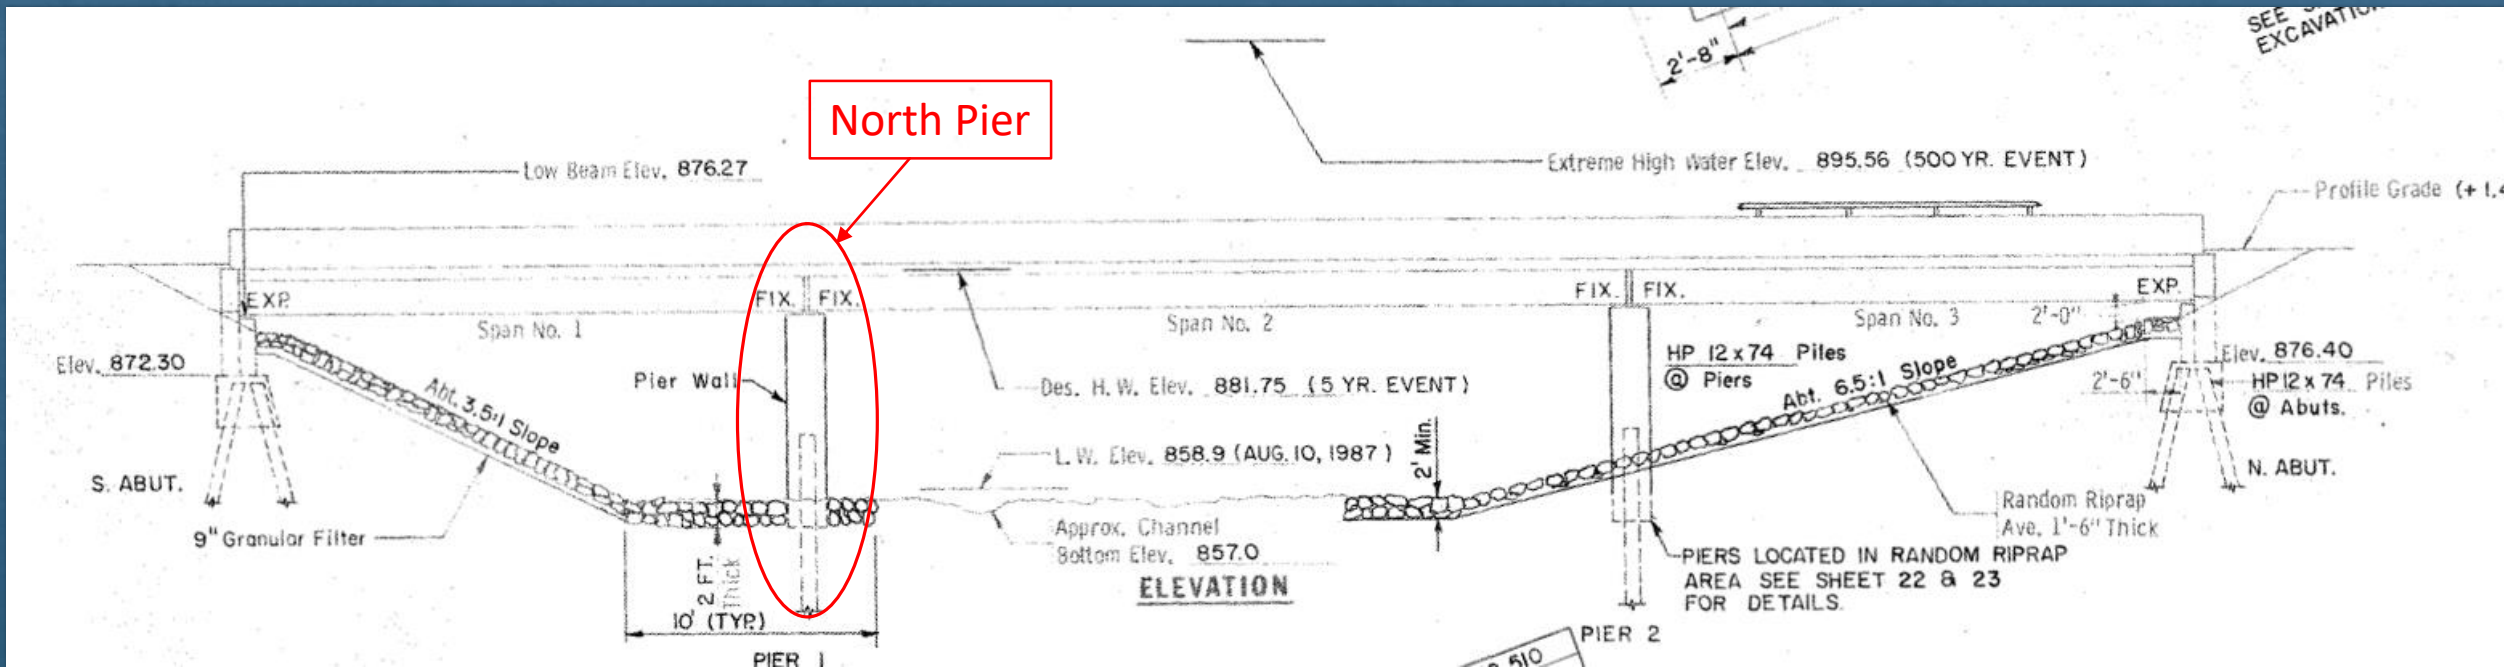 SEE
EXCAVATION
2'-8"
North Pier
Low Beam Elev. 876.27
Extreme High Water Elev. 895.56 (500 YR. EVENT)
Profile Grade (+ 1.4
EXP.
FIX. FIX.
FIX. FIX.
EXP.
Span No. 1
Span No. 2
Span No. 3
2'-0"
Elev. 872.30
Pier Wall
Des. H. W. Elev. 881.75 (5 YR. EVENT)
HP 12 x 74 Piles
@ Piers
Abt. 6.5:1 Slope
Elev. 876.40
2'-6"
HP 12 x 74 Piles
@ Abuts.
Abt. 3.5:1 Slope
L. W. Elev. 858.9 (AUG. 10, 1987)
2' Min.
S. ABUT.
N. ABUT.
9" Granular Filter
Approx. Channel
Bottom Elev. 857.0
Random Riprap
Ave. 1'-6" Thick
2 FT.
Thick
ELEVATION
PIERS LOCATED IN RANDOM RIPRAP
AREA SEE SHEET 22 & 23
FOR DETAILS.
10' (TYP.)
PIER 1
PIER 2
510